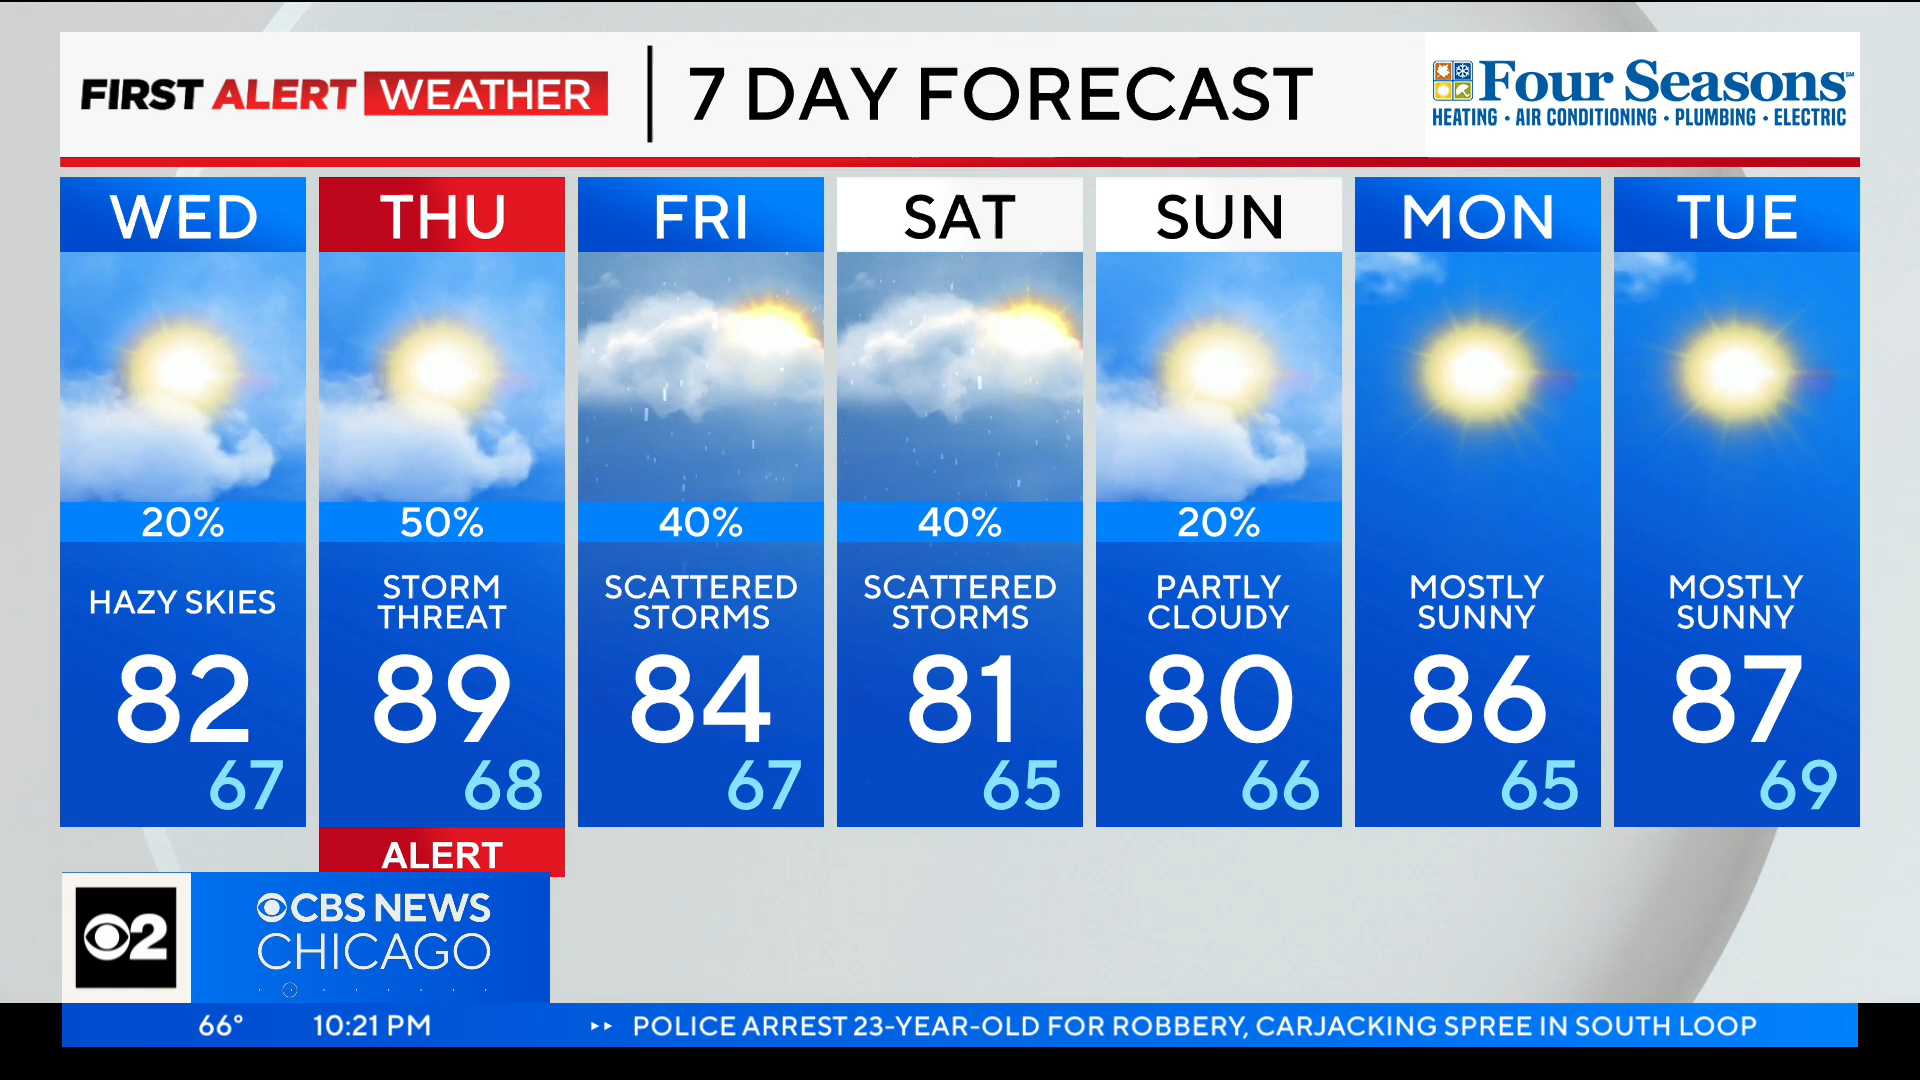 FIRST ALERT WEATHER
7 DAY FORECAST
Four Seasons℠
HEATING · AIR CONDITIONING · PLUMBING · ELECTRIC
WED
20%
HAZY SKIES
82
67
THU
50%
STORM
THREAT
89
68
ALERT
FRI
40%
SCATTERED
STORMS
84
67
SAT
40%
SCATTERED
STORMS
81
65
SUN
20%
PARTLY
CLOUDY
80
66
MON
MOSTLY
SUNNY
86
65
TUE
MOSTLY
SUNNY
87
69
2
CBS NEWS
CHICAGO
66° 10:21 PM POLICE ARREST 23-YEAR-OLD FOR ROBBERY, CARJACKING SPREE IN SOUTH LOOP